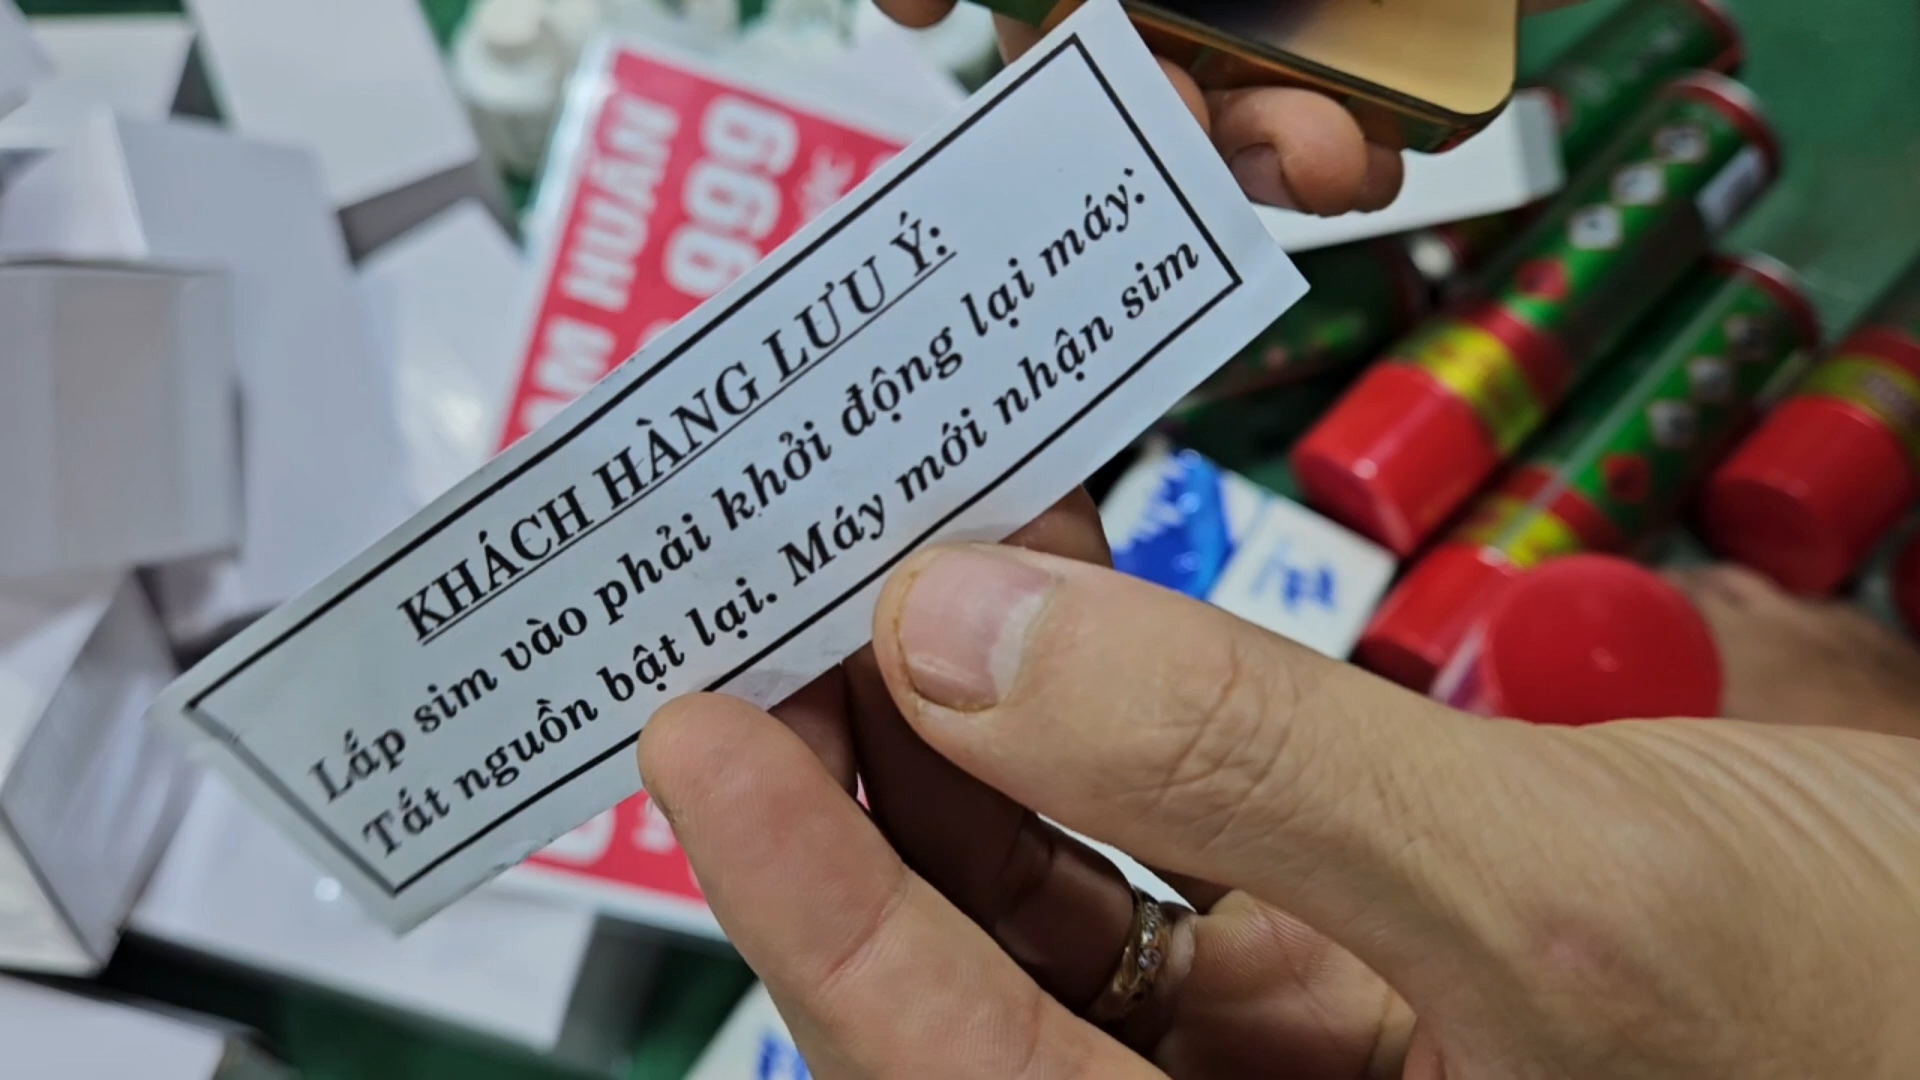 KHÁCH HÀNG LƯU Ý:
Lắp sim vào phải khởi động lại máy:
Tắt nguồn bật lại. Máy mới nhận sim
HUÂN
999